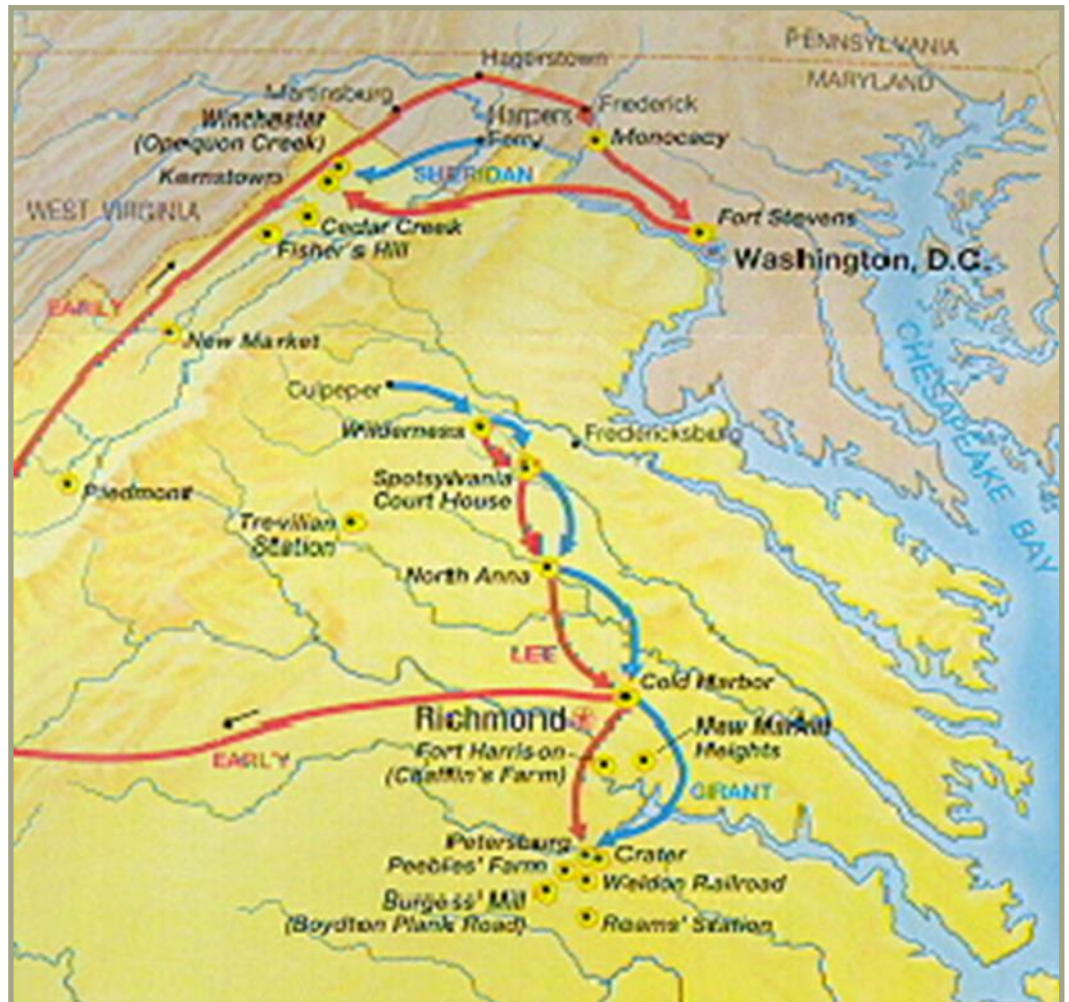 PENNSYLVANIA
MARYLAND
Hagerstown
Martinsburg
Harpers
Ferry
Frederick
Monocacy
Winchester
(Opequon Creek)
Kernstown
SHERIDAN
WEST VIRGINIA
Cedar Creek
Fisher's Hill
Fort Stevens
Washington, D.C.
EARLY
New Market
CHESAPEAKE BAY
Culpeper
Wilderness
Fredericksburg
Spotsylvania
Court House
Piedmont
Trevilian
Station
North Anna
LEE
Cold Harbor
Richmond
New Market
Heights
Fort Harrison
(Chaffin's Farm)
EARLY
GRANT
Petersburg
Crater
Peebles' Farm
Weldon Railroad
Burgess' Mill
(Boydton Plank Road)
Reams' Station